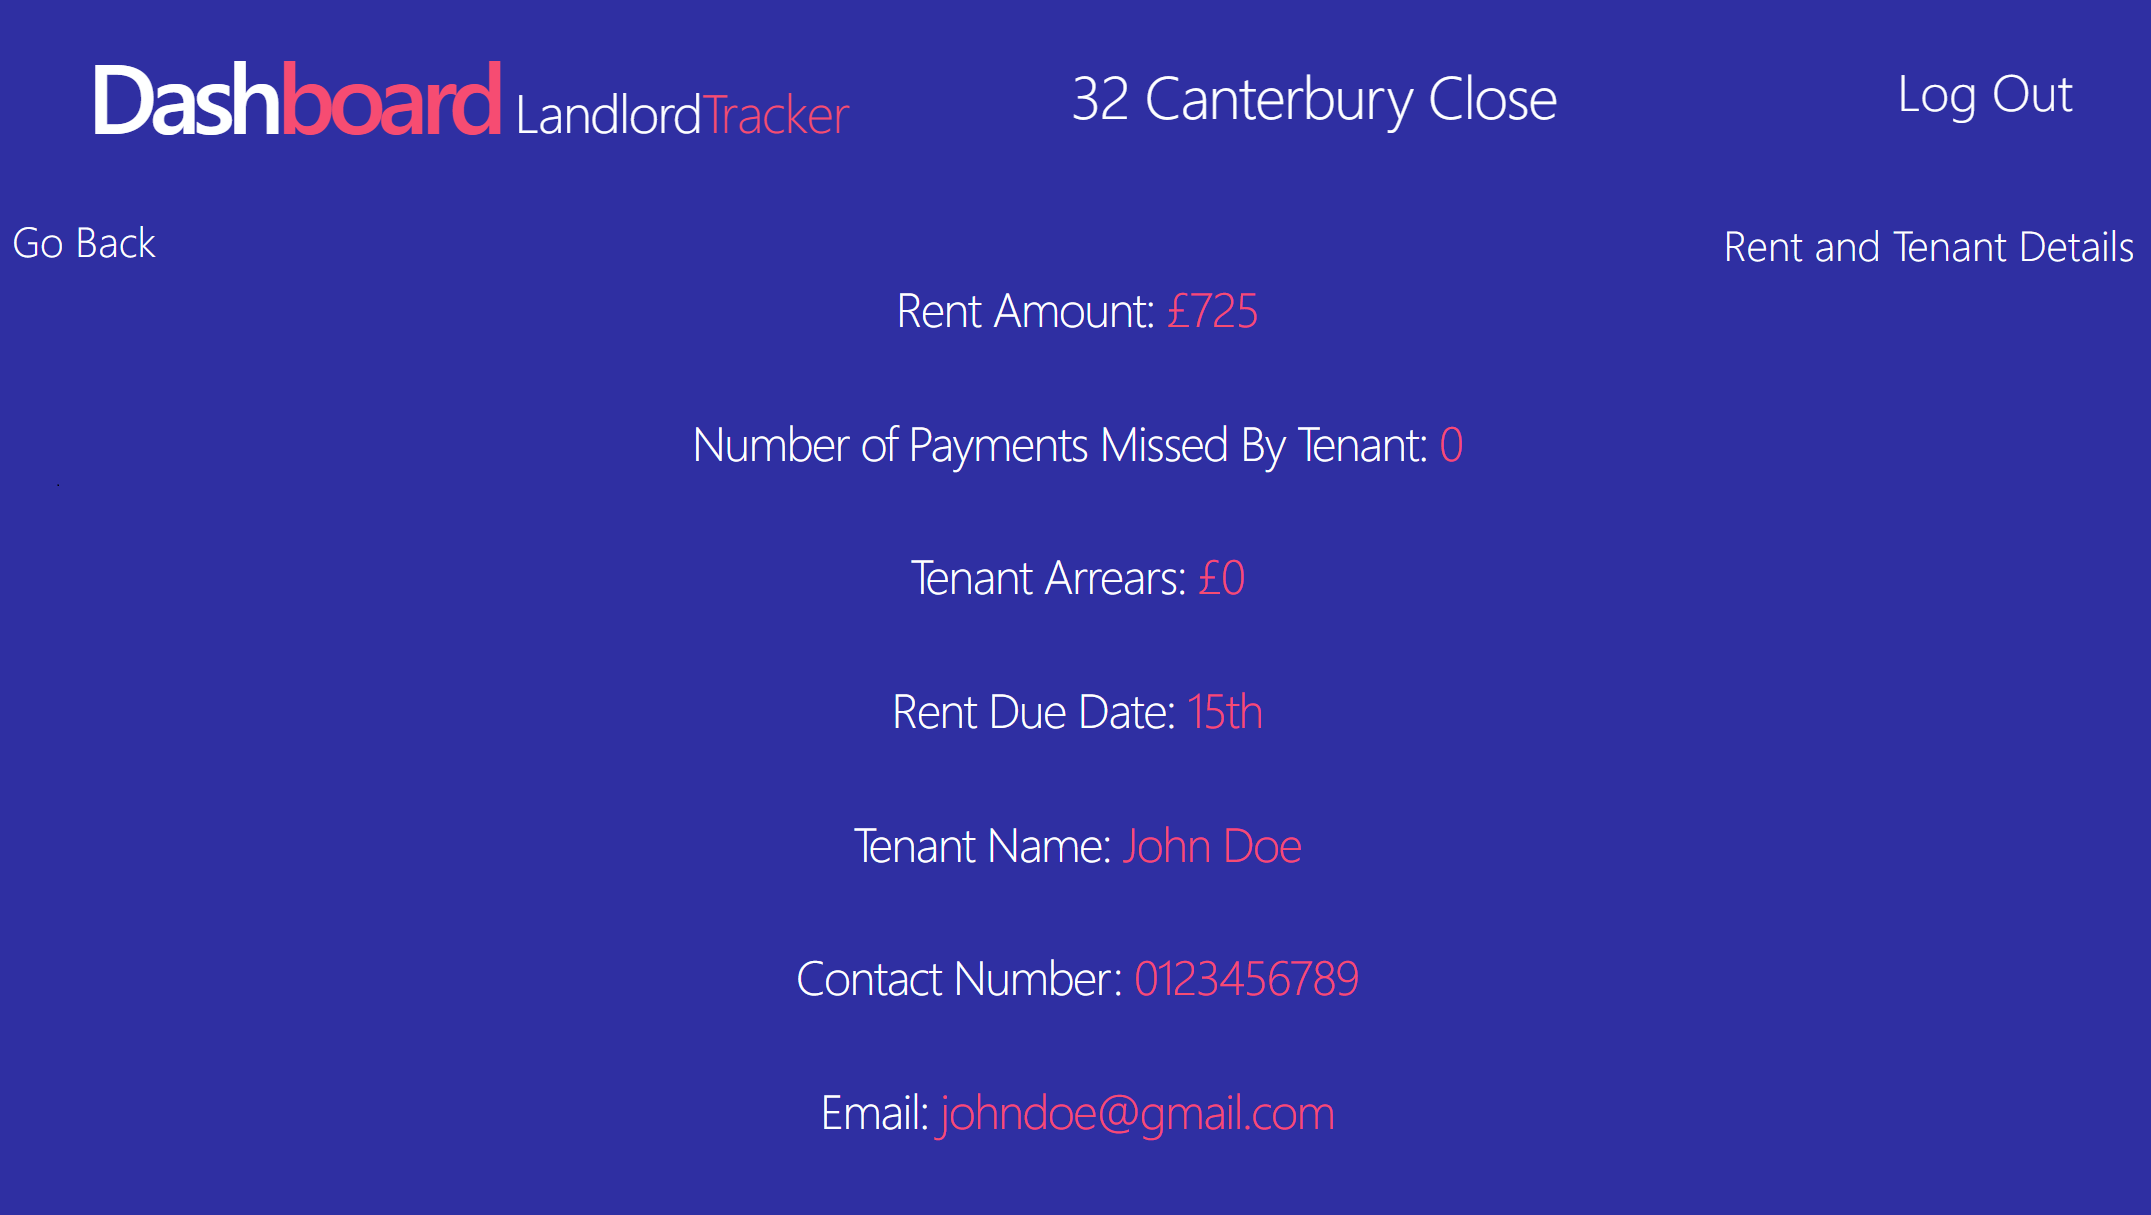 Dashboard LandlordTracker 32 Canterbury Close Log Out
Go Back Rent and Tenant Details
Rent Amount: £725
Number of Payments Missed By Tenant: 0
Tenant Arrears: £0
Rent Due Date: 15th
Tenant Name: John Doe
Contact Number: 0123456789
Email: johndoe@gmail.com